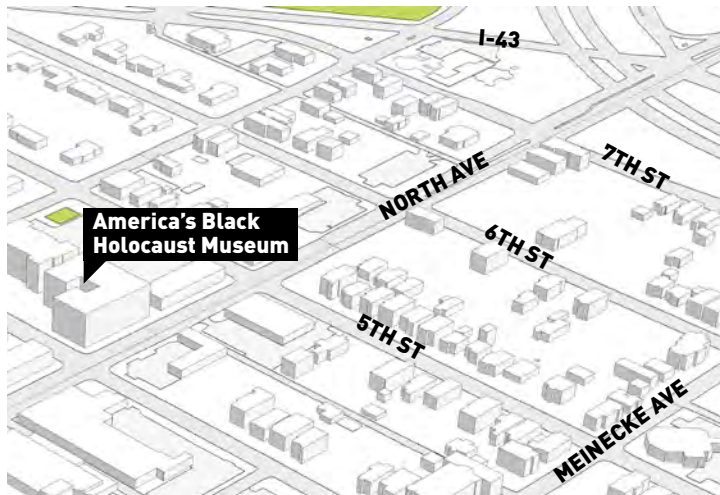 I-43
7TH ST
NORTH AVE
America's Black
Holocaust Museum
6TH ST
5TH ST
MEINECKE AVE